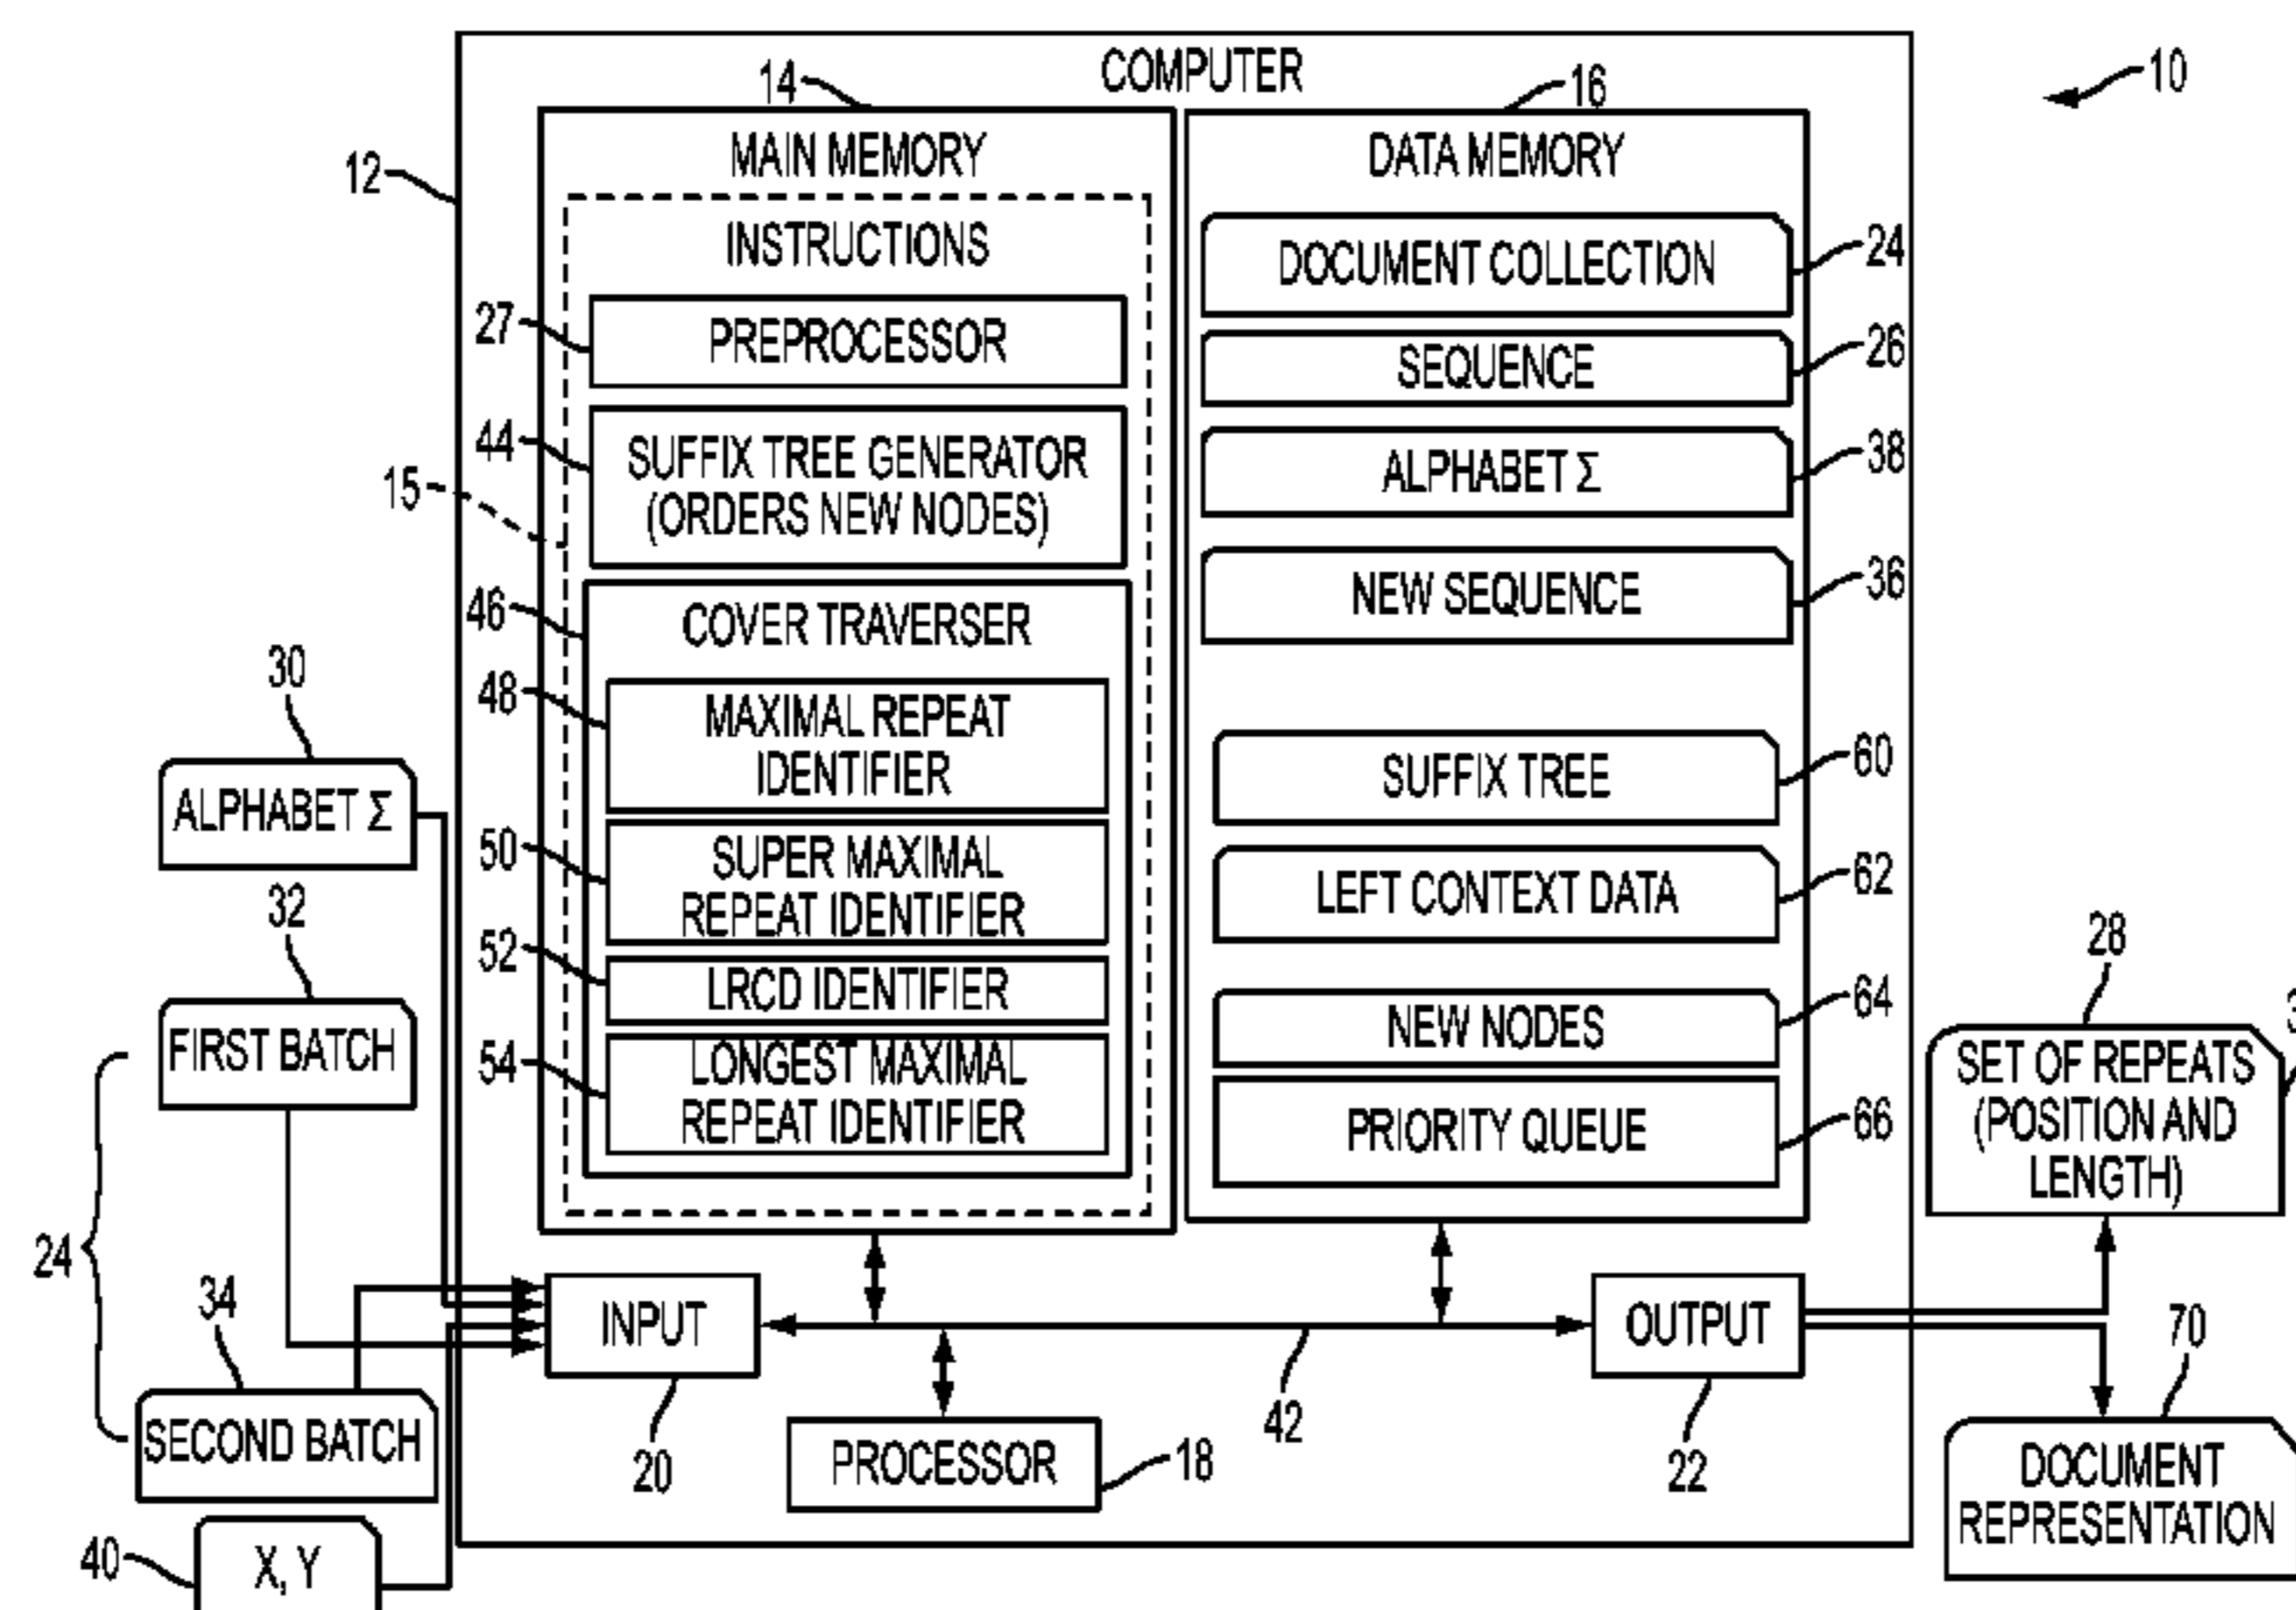 COMPUTER
10
14
16
12
MAIN MEMORY
DATA MEMORY
INSTRUCTIONS
27
PREPROCESSOR
44
SUFFIX TREE GENERATOR
(ORDERS NEW NODES)
15
46
COVER TRAVERSER
48
MAXIMAL REPEAT
IDENTIFIER
50
SUPER MAXIMAL
REPEAT IDENTIFIER
52
LRCD IDENTIFIER
54
LONGEST MAXIMAL
REPEAT IDENTIFIER
DOCUMENT COLLECTION
24
SEQUENCE
26
ALPHABET Σ
38
NEW SEQUENCE
36
SUFFIX TREE
60
LEFT CONTEXT DATA
62
NEW NODES
64
PRIORITY QUEUE
66
30
ALPHABET Σ
32
FIRST BATCH
24
34
SECOND BATCH
40
X, Y
INPUT
20
PROCESSOR
18
42
OUTPUT
22
28
SET OF REPEATS
(POSITION AND
LENGTH)
70
DOCUMENT
REPRESENTATION